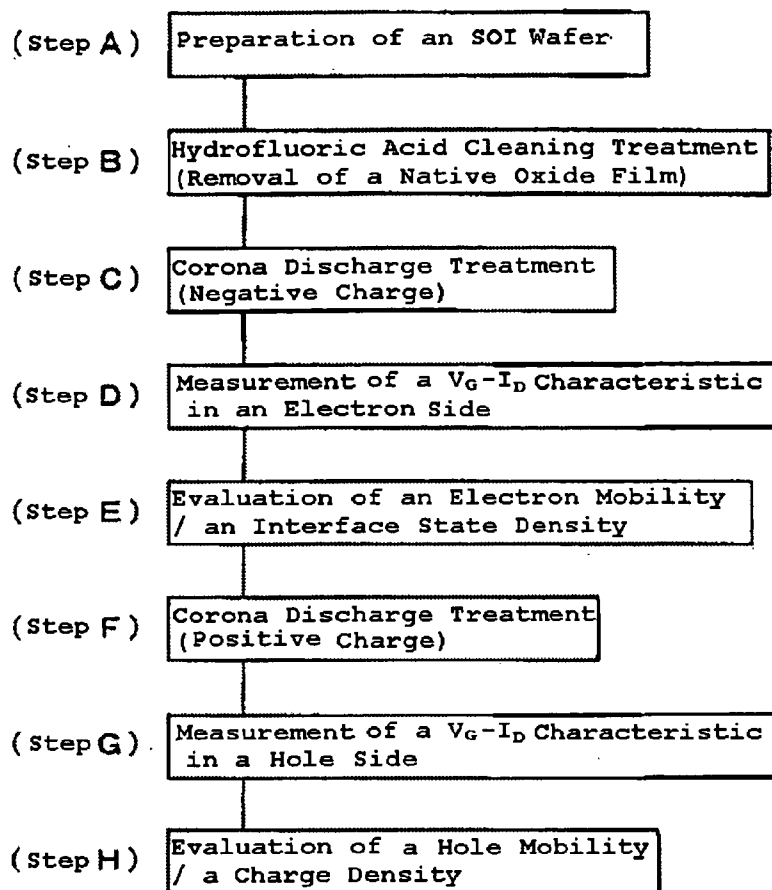 (Step A) Preparation of an SOI Wafer
(Step B) Hydrofluoric Acid Cleaning Treatment
(Removal of a Native Oxide Film)
(Step C) Corona Discharge Treatment
(Negative Charge)
(Step D) Measurement of a VG-ID Characteristic
in an Electron Side
(Step E) Evaluation of an Electron Mobility
/ an Interface State Density
(Step F) Corona Discharge Treatment
(Positive Charge)
(Step G) Measurement of a VG-ID Characteristic
in a Hole Side
(Step H) Evaluation of a Hole Mobility
/ a Charge Density